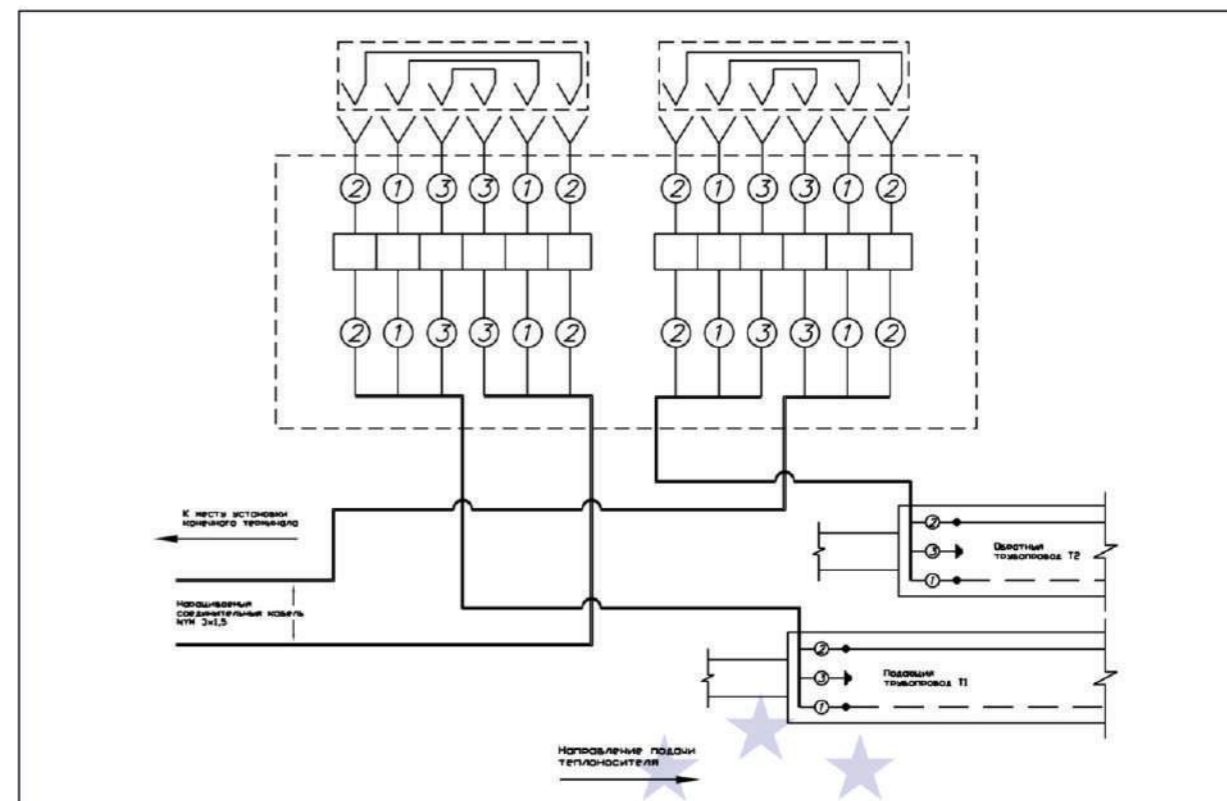 2 1 3 3 1 2 2 1 3 3 1 2
2 1 3 3 1 2 2 1 3 3 1 2
К месту установки
конечного терминала
Наращиваемый
соединительный кабель
NYM 3x1,5
2
3
1
Обратный
трубопровод Т2
2
3
1
Подающий
трубопровод Т1
Направление подачи
теплоносителя